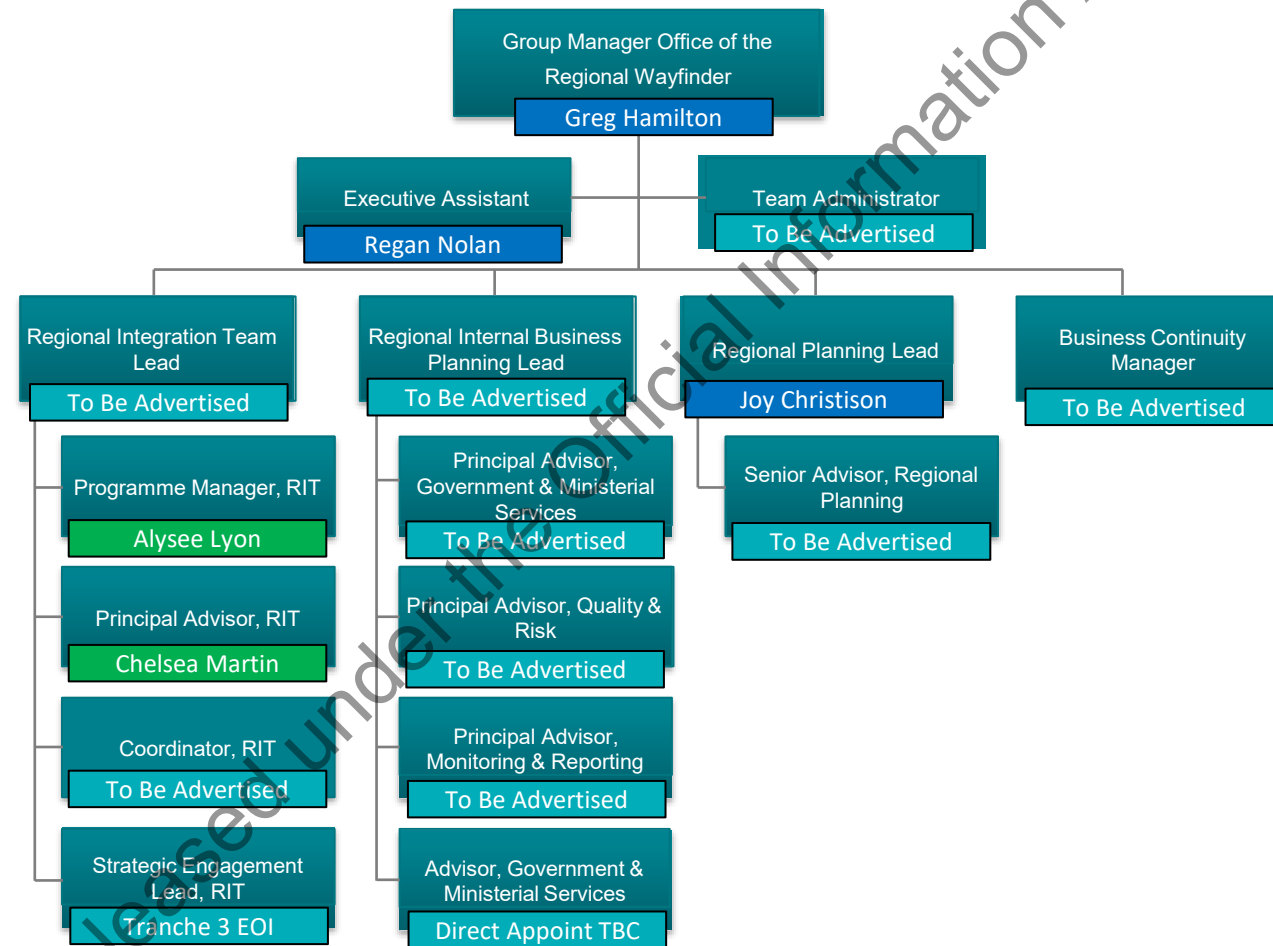 Group Manager Office of the
Regional Wayfinder
Greg Hamilton
Executive Assistant
Regan Nolan
Team Administrator
To Be Advertised
Regional Integration Team
Lead
To Be Advertised
Regional Internal Business
Planning Lead
To Be Advertised
Regional Planning Lead
Joy Christison
Business Continuity
Manager
To Be Advertised
Programme Manager, RIT
Alysee Lyon
Principal Advisor, RIT
Chelsea Martin
Coordinator, RIT
To Be Advertised
Strategic Engagement
Lead, RIT
Tranche 3 EOI
Principal Advisor,
Government & Ministerial
Services
To Be Advertised
Principal Advisor, Quality &
Risk
To Be Advertised
Principal Advisor,
Monitoring & Reporting
To Be Advertised
Advisor, Government &
Ministerial Services
Direct Appoint TBC
Senior Advisor, Regional
Planning
To Be Advertised
leased under the Official Information